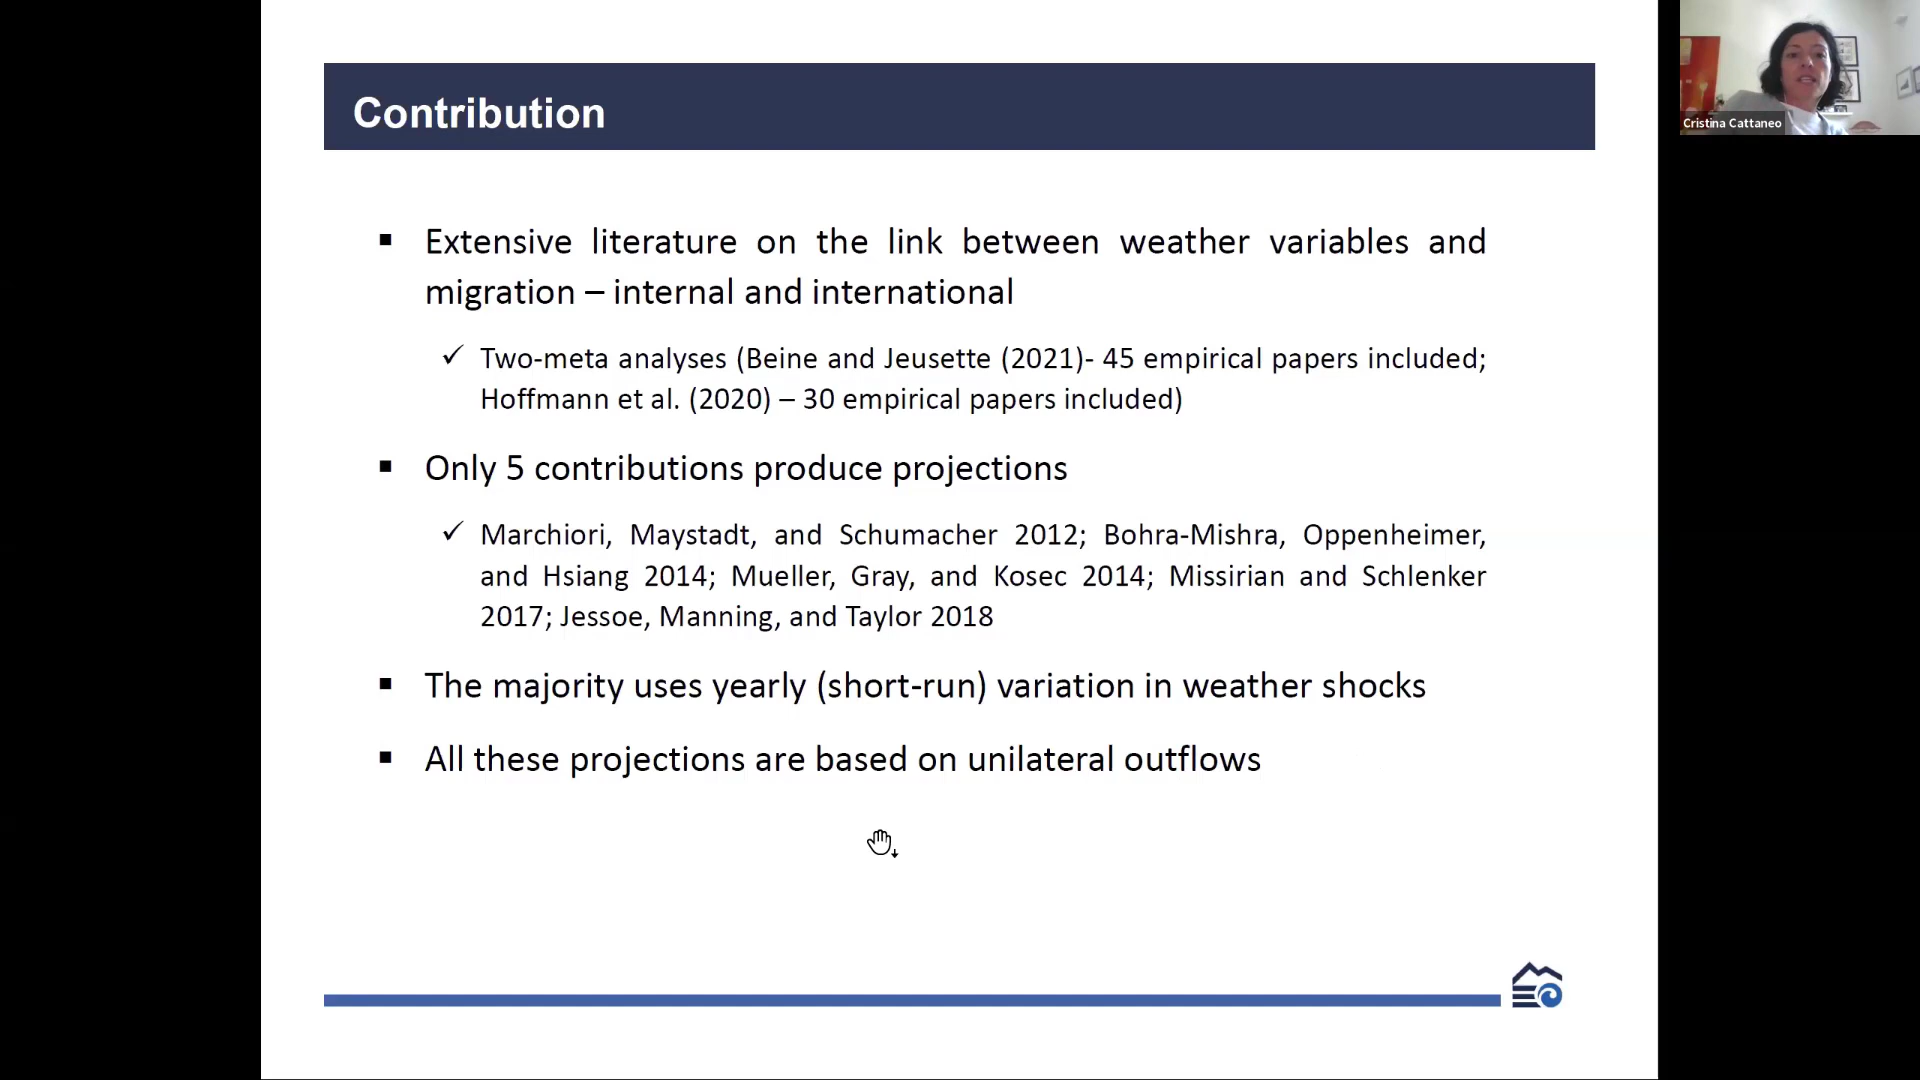 Contribution
Cristina Cattaneo
▪ Extensive literature on the link between weather variables and
migration – internal and international
✓ Two-meta analyses (Beine and Jeusette (2021)- 45 empirical papers included;
Hoffmann et al. (2020) – 30 empirical papers included)
▪ Only 5 contributions produce projections
✓ Marchiori, Maystadt, and Schumacher 2012; Bohra-Mishra, Oppenheimer,
and Hsiang 2014; Mueller, Gray, and Kosec 2014; Missirian and Schlenker
2017; Jessoe, Manning, and Taylor 2018
▪ The majority uses yearly (short-run) variation in weather shocks
▪ All these projections are based on unilateral outflows